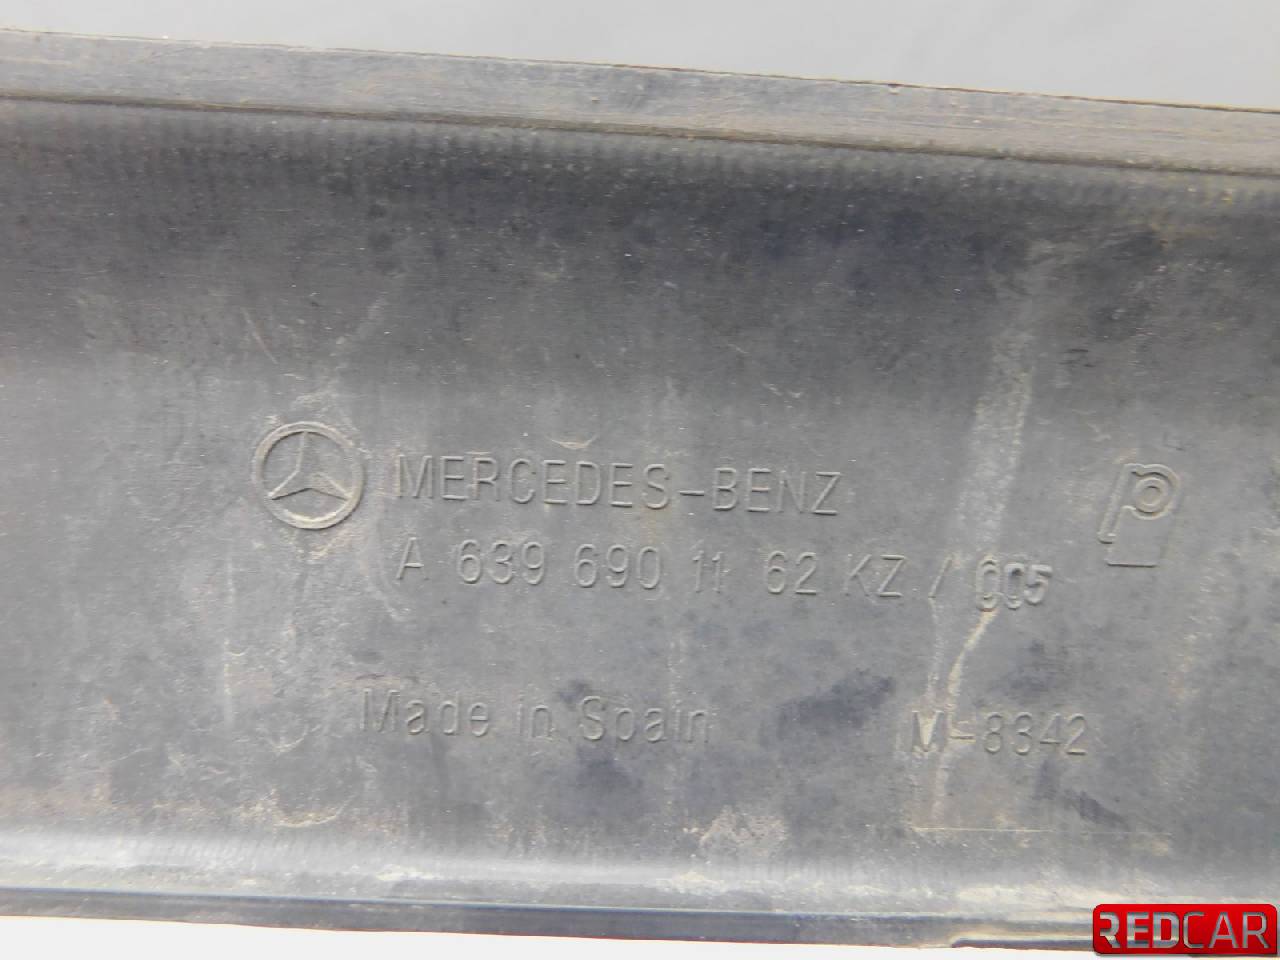 MERCEDES-BENZ
A 639 690 11 62 KZ / 005
Made in Spain
M-8342
REDCAR